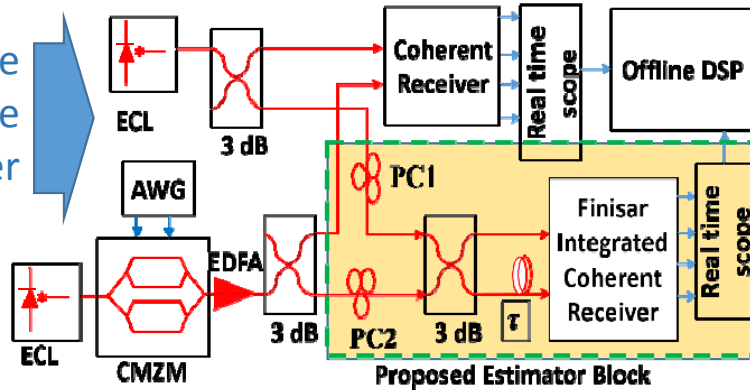 e
e
er
ECL
3 dB
Coherent
Receiver
Real time
scope
Offline DSP
AWG
PC1
EDFA
Finisar
Integrated
Coherent
Receiver
Real time
scope
ECL
CMZM
3 dB
PC2
3 dB
τ
Proposed Estimator Block